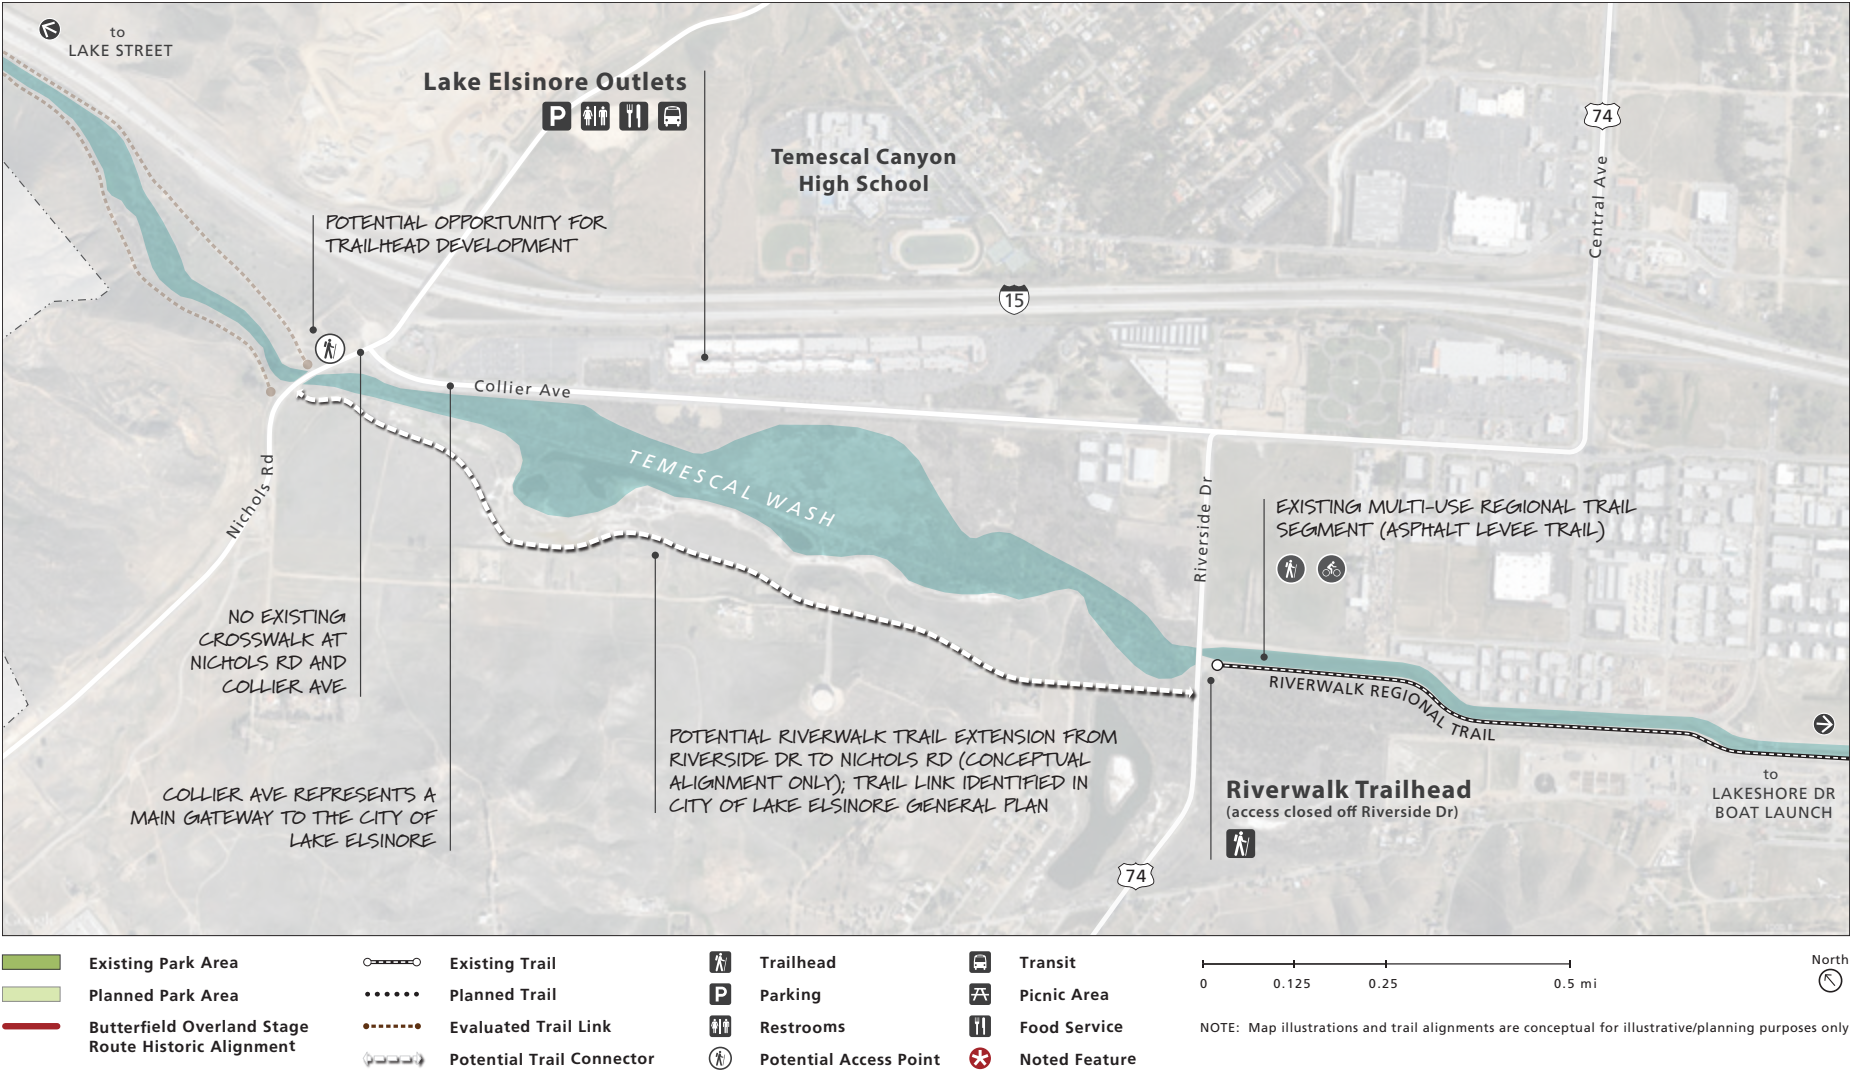 to
LAKE STREET
Lake Elsinore Outlets
P
Temescal Canyon
High School
74
Central Ave
POTENTIAL OPPORTUNITY FOR
TRAILHEAD DEVELOPMENT
15
Collier Ave
TEMESCAL WASH
Nichols Rd
Riverside Dr
EXISTING MULTI-USE REGIONAL TRAIL
SEGMENT (ASPHALT LEVEE TRAIL)
NO EXISTING
CROSSWALK AT
NICHOLS RD AND
COLLIER AVE
RIVERWALK REGIONAL TRAIL
POTENTIAL RIVERWALK TRAIL EXTENSION FROM
RIVERSIDE DR TO NICHOLS RD (CONCEPTUAL
ALIGNMENT ONLY); TRAIL LINK IDENTIFIED IN
CITY OF LAKE ELSINORE GENERAL PLAN
COLLIER AVE REPRESENTS A
MAIN GATEWAY TO THE CITY OF
LAKE ELSINORE
Riverwalk Trailhead
(access closed off Riverside Dr)
to
LAKESHORE DR
BOAT LAUNCH
74
Existing Park Area
Planned Park Area
Butterfield Overland Stage
Route Historic Alignment
Existing Trail
Planned Trail
Evaluated Trail Link
Potential Trail Connector
Trailhead
P Parking
Restrooms
Potential Access Point
Transit
Picnic Area
Food Service
Noted Feature
0 0.125 0.25 0.5 mi
North
NOTE: Map illustrations and trail alignments are conceptual for illustrative/planning purposes only